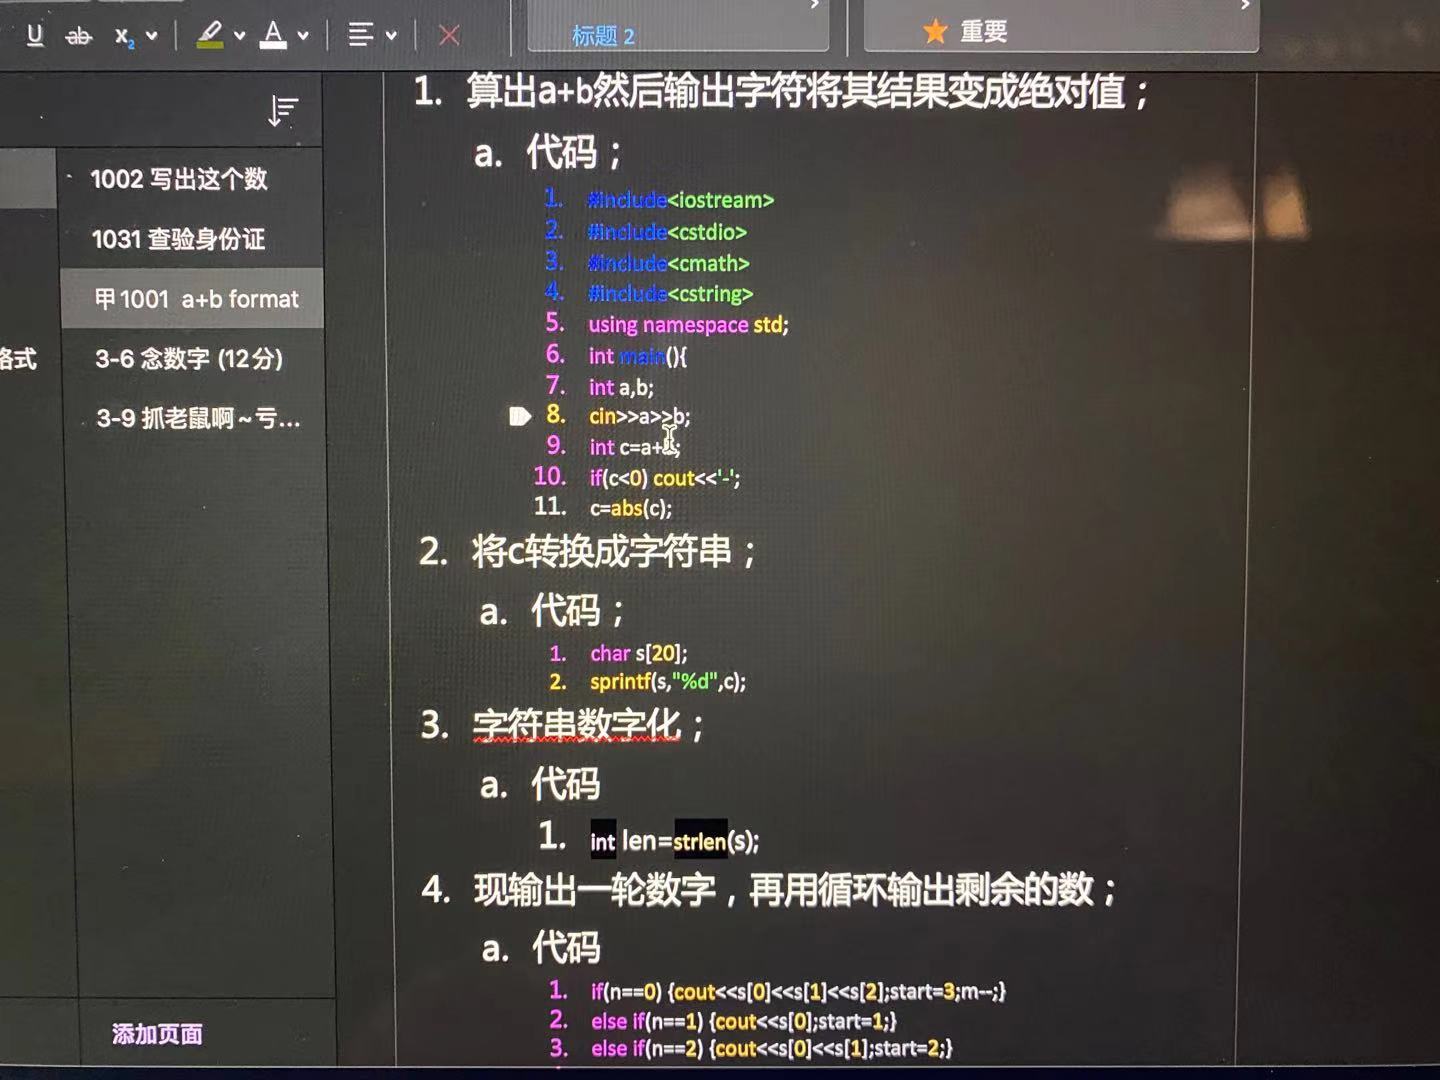 U ab x₂ A
标题 2
重要
1. 算出a+b然后输出字符将其结果变成绝对值；
a. 代码；
1. #include<iostream>
2. #include<cstdio>
3. #include<cmath>
4. #include<cstring>
5. using namespace std;
6. int main(){
7. int a,b;
8. cin>>a>>b;
9. int c=a+
10. if(c<0) cout<<'-';
11. c=abs(c);
2. 将c转换成字符串；
a. 代码；
1. char s[20];
2. sprintf(s,"%d",c);
3. 字符串数字化；
a. 代码
1. int len=strlen(s);
4. 现输出一轮数字，再用循环输出剩余的数；
a. 代码
1. if(n==0) {cout<<s[0]<<s[1]<<s[2];start=3;m--;}
2. else if(n==1) {cout<<s[0];start=1;}
3. else if(n==2) {cout<<s[0]<<s[1];start=2;}
格式
1002 写出这个数
1031 查验身份证
甲1001 a+b format
3-6 念数字 (12分)
3-9 抓老鼠啊~亏...
添加页面